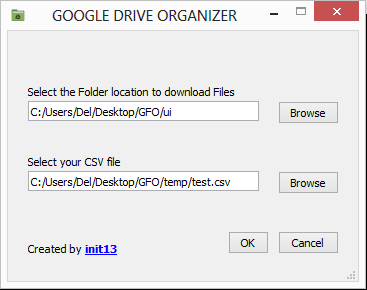 GOOGLE DRIVE ORGANIZER
Select the Folder location to download Files
C:/Users/Del/Desktop/GFO/ui
Browse
Select your CSV file
C:/Users/Del/Desktop/GFO/temp/test.csv
Browse
Created by init13
OK
Cancel